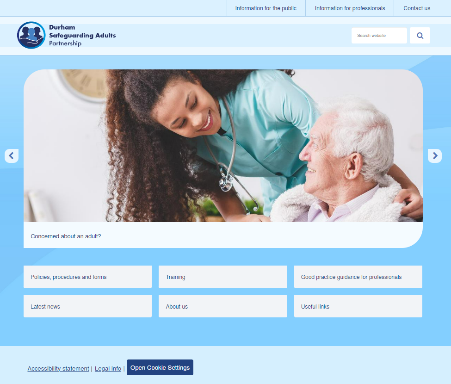 Information for the public
Information for professionals
Contact us
Durham
Safeguarding Adults
Partnership
Search website
Concerned about an adult?
Policies, procedures and forms
Training
Good practice guidance for professionals
Latest news
About us
Useful links
Accessibility statement | Legal info | Open Cookie Settings